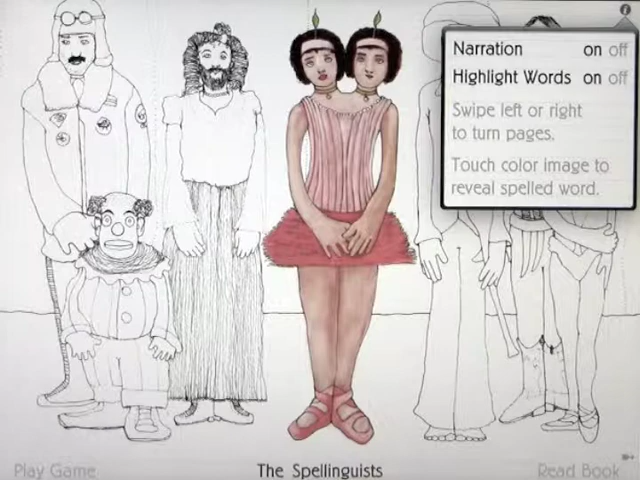 Narration on off
Highlight Words on off
Swipe left or right
to turn pages.
Touch color image to
reveal spelled word.
Play Game
The Spellinguists
Read Book